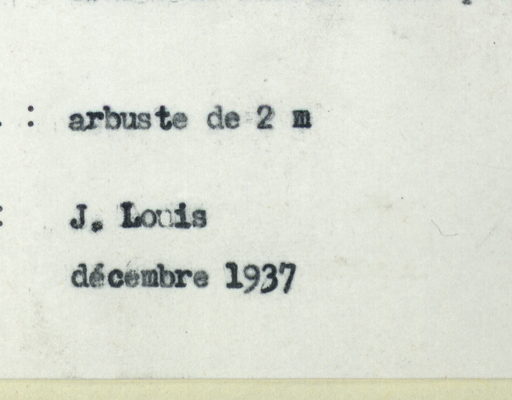 : arbuste de 2 m
: J. Louis
décembre 1937